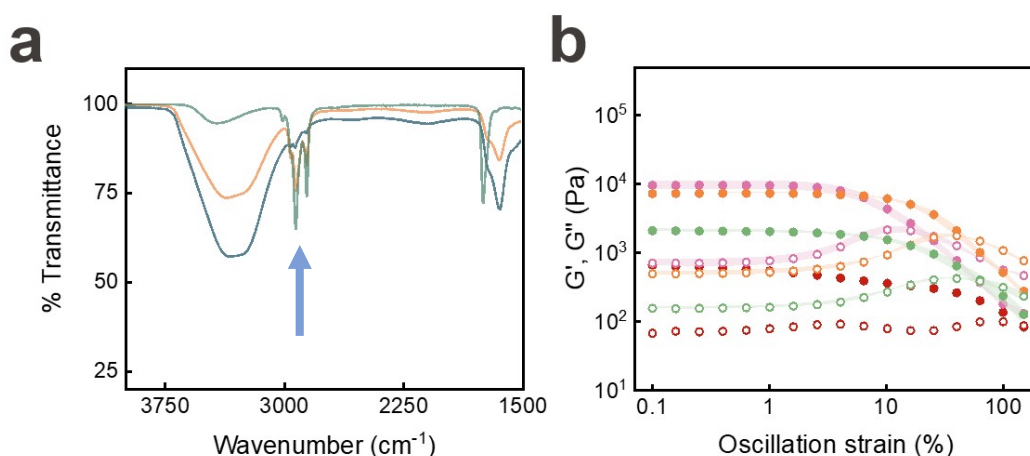 a
b
% Transmittance
100
75
50
25
3750 3000 2250 1500
Wavenumber (cm⁻¹)
G', G" (Pa)
10⁵
10⁴
10³
10²
10¹
0.1 1 10 100
Oscillation strain (%)